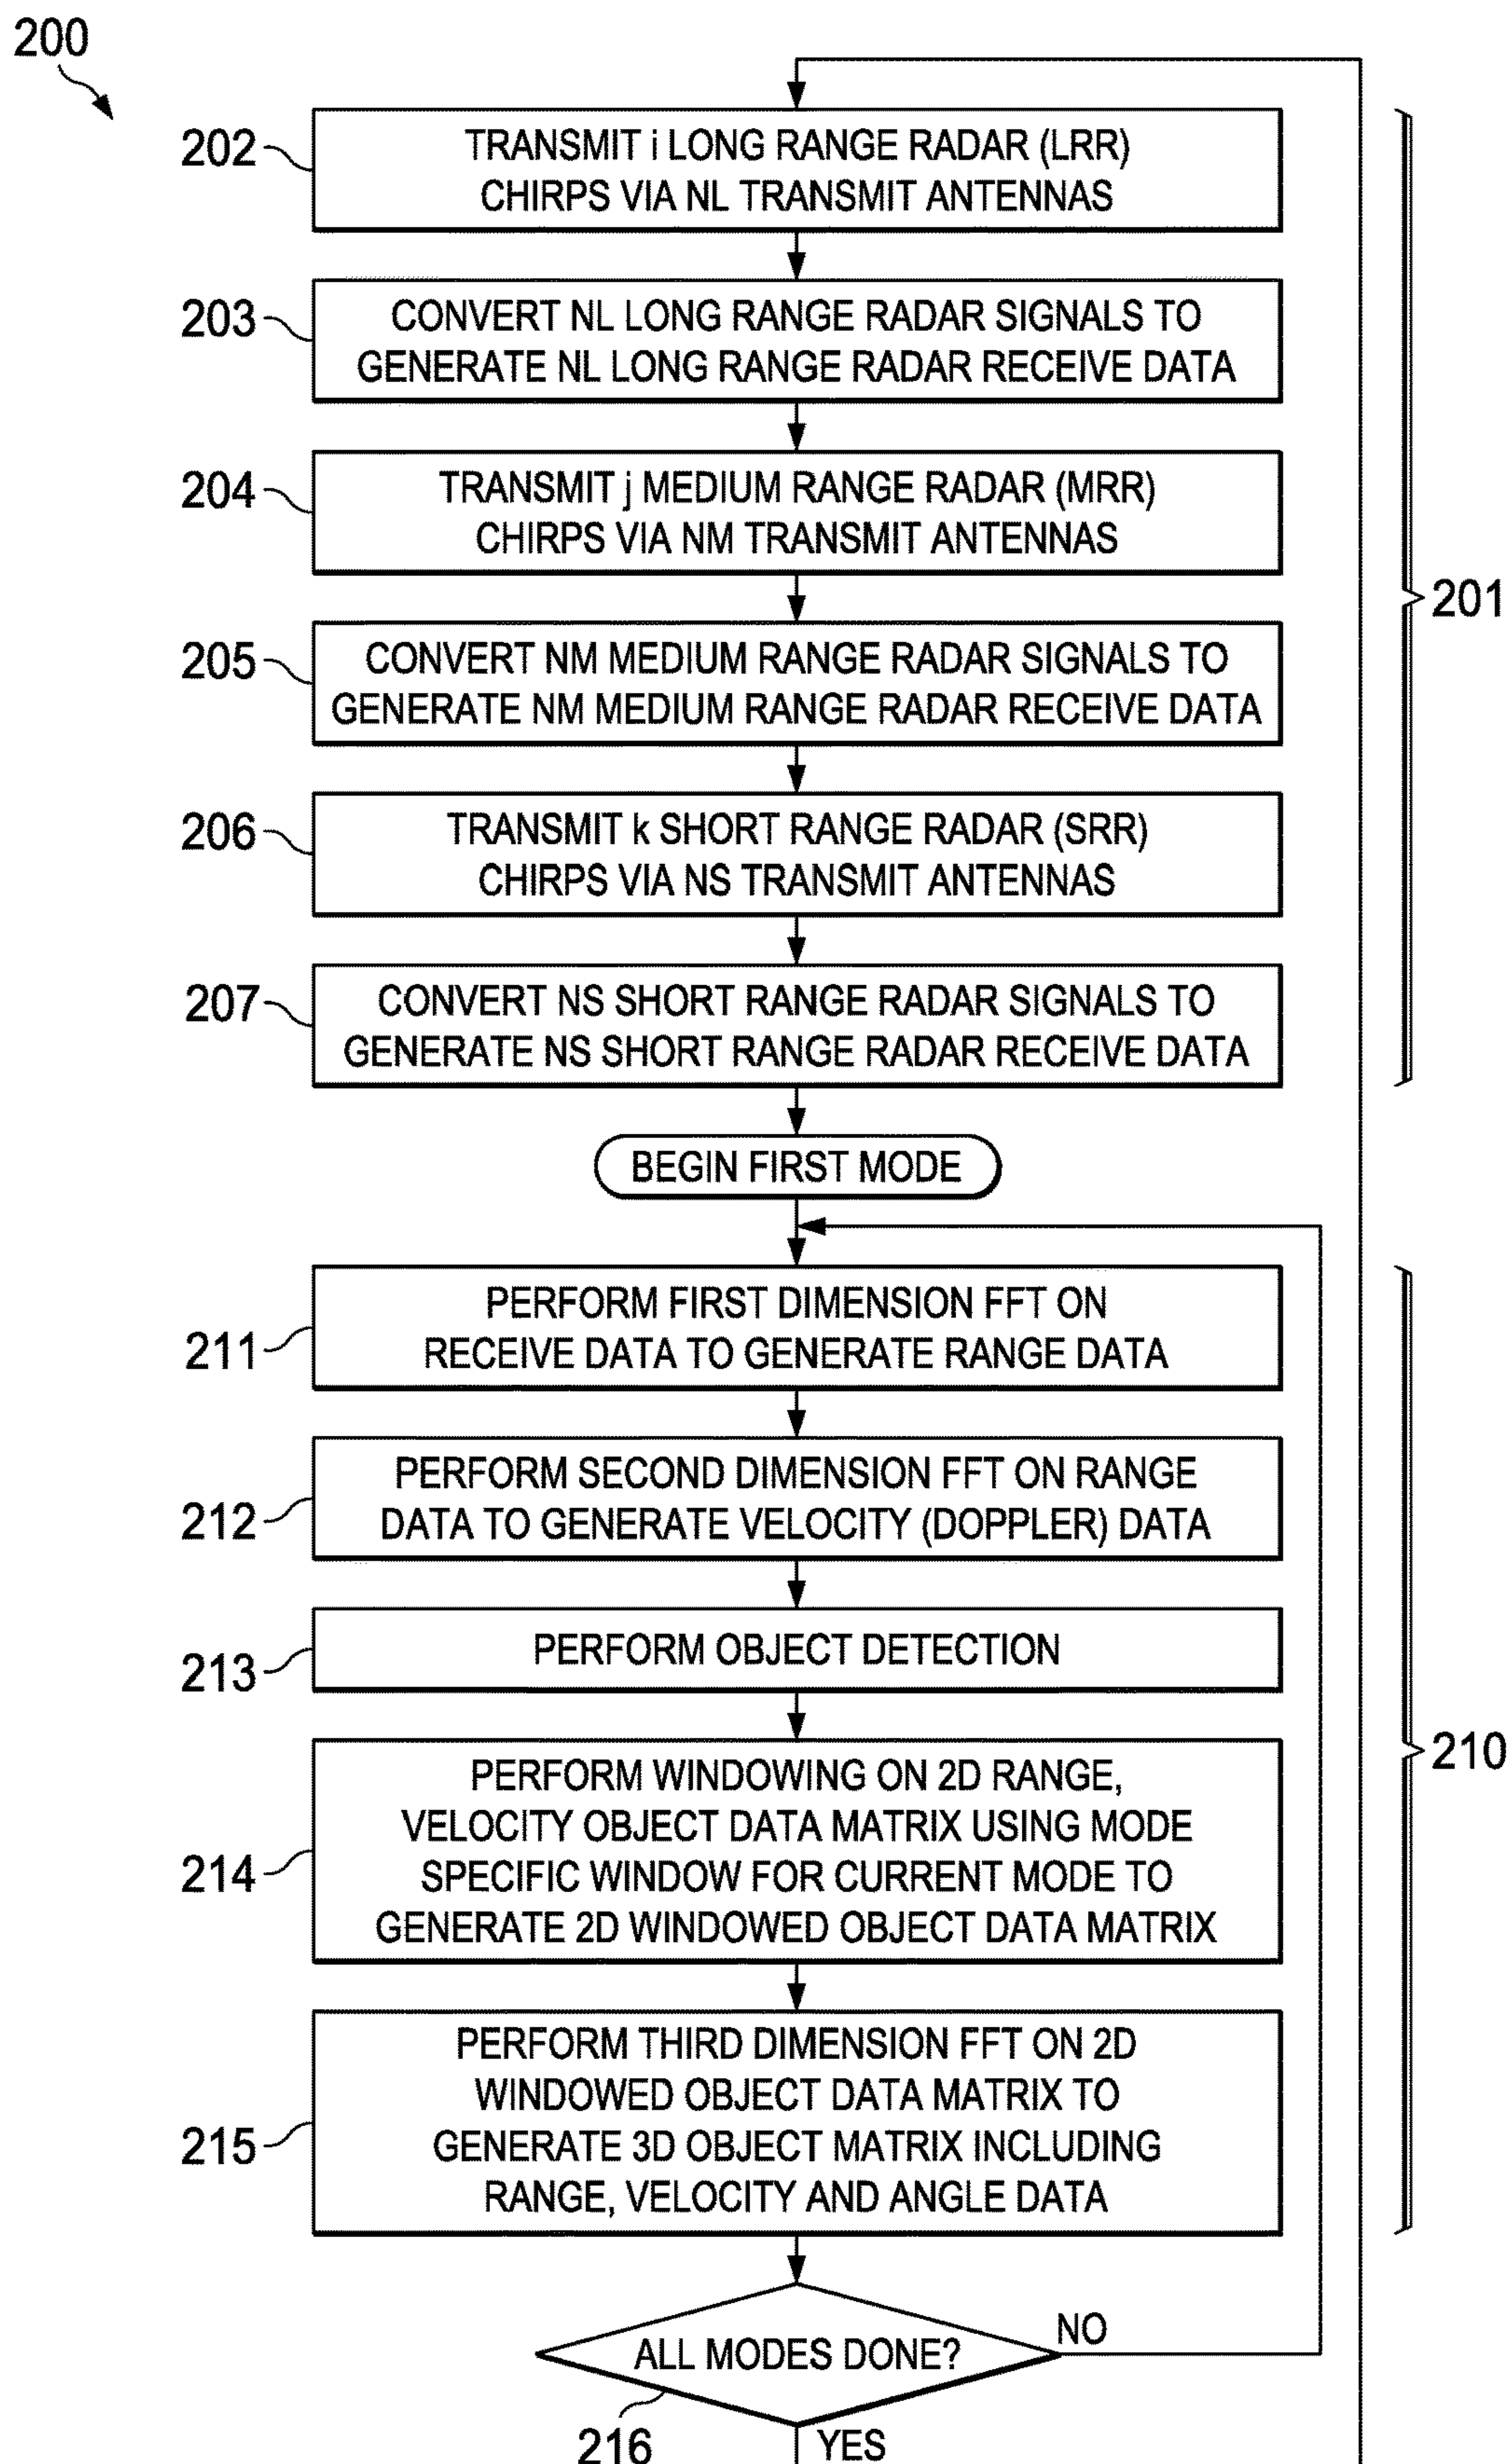 200
202
TRANSMIT i LONG RANGE RADAR (LRR)
CHIRPS VIA NL TRANSMIT ANTENNAS
203
CONVERT NL LONG RANGE RADAR SIGNALS TO
GENERATE NL LONG RANGE RADAR RECEIVE DATA
204
TRANSMIT j MEDIUM RANGE RADAR (MRR)
CHIRPS VIA NM TRANSMIT ANTENNAS
201
205
CONVERT NM MEDIUM RANGE RADAR SIGNALS TO
GENERATE NM MEDIUM RANGE RADAR RECEIVE DATA
206
TRANSMIT k SHORT RANGE RADAR (SRR)
CHIRPS VIA NS TRANSMIT ANTENNAS
207
CONVERT NS SHORT RANGE RADAR SIGNALS TO
GENERATE NS SHORT RANGE RADAR RECEIVE DATA
BEGIN FIRST MODE
211
PERFORM FIRST DIMENSION FFT ON
RECEIVE DATA TO GENERATE RANGE DATA
212
PERFORM SECOND DIMENSION FFT ON RANGE
DATA TO GENERATE VELOCITY (DOPPLER) DATA
213
PERFORM OBJECT DETECTION
210
214
PERFORM WINDOWING ON 2D RANGE,
VELOCITY OBJECT DATA MATRIX USING MODE
SPECIFIC WINDOW FOR CURRENT MODE TO
GENERATE 2D WINDOWED OBJECT DATA MATRIX
215
PERFORM THIRD DIMENSION FFT ON 2D
WINDOWED OBJECT DATA MATRIX TO
GENERATE 3D OBJECT MATRIX INCLUDING
RANGE, VELOCITY AND ANGLE DATA
ALL MODES DONE?
NO
216
YES